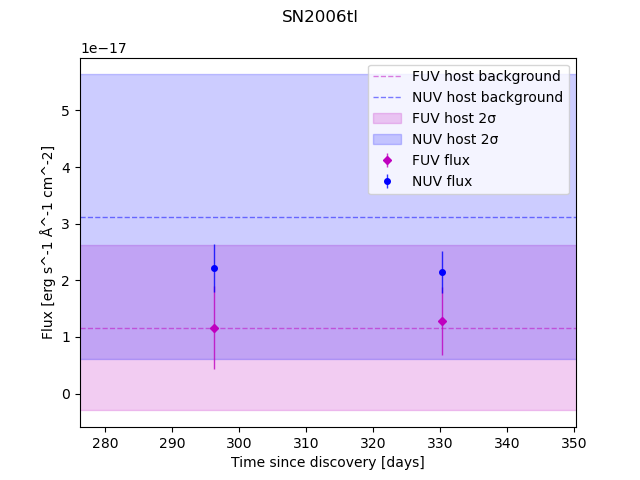 SN2006tl
1e−17
FUV host background
NUV host background
FUV host 2σ
NUV host 2σ
FUV flux
NUV flux
5
4
3
2
1
0
Flux [erg s^-1 Å^-1 cm^-2]
280 290 300 310 320 330 340 350
Time since discovery [days]